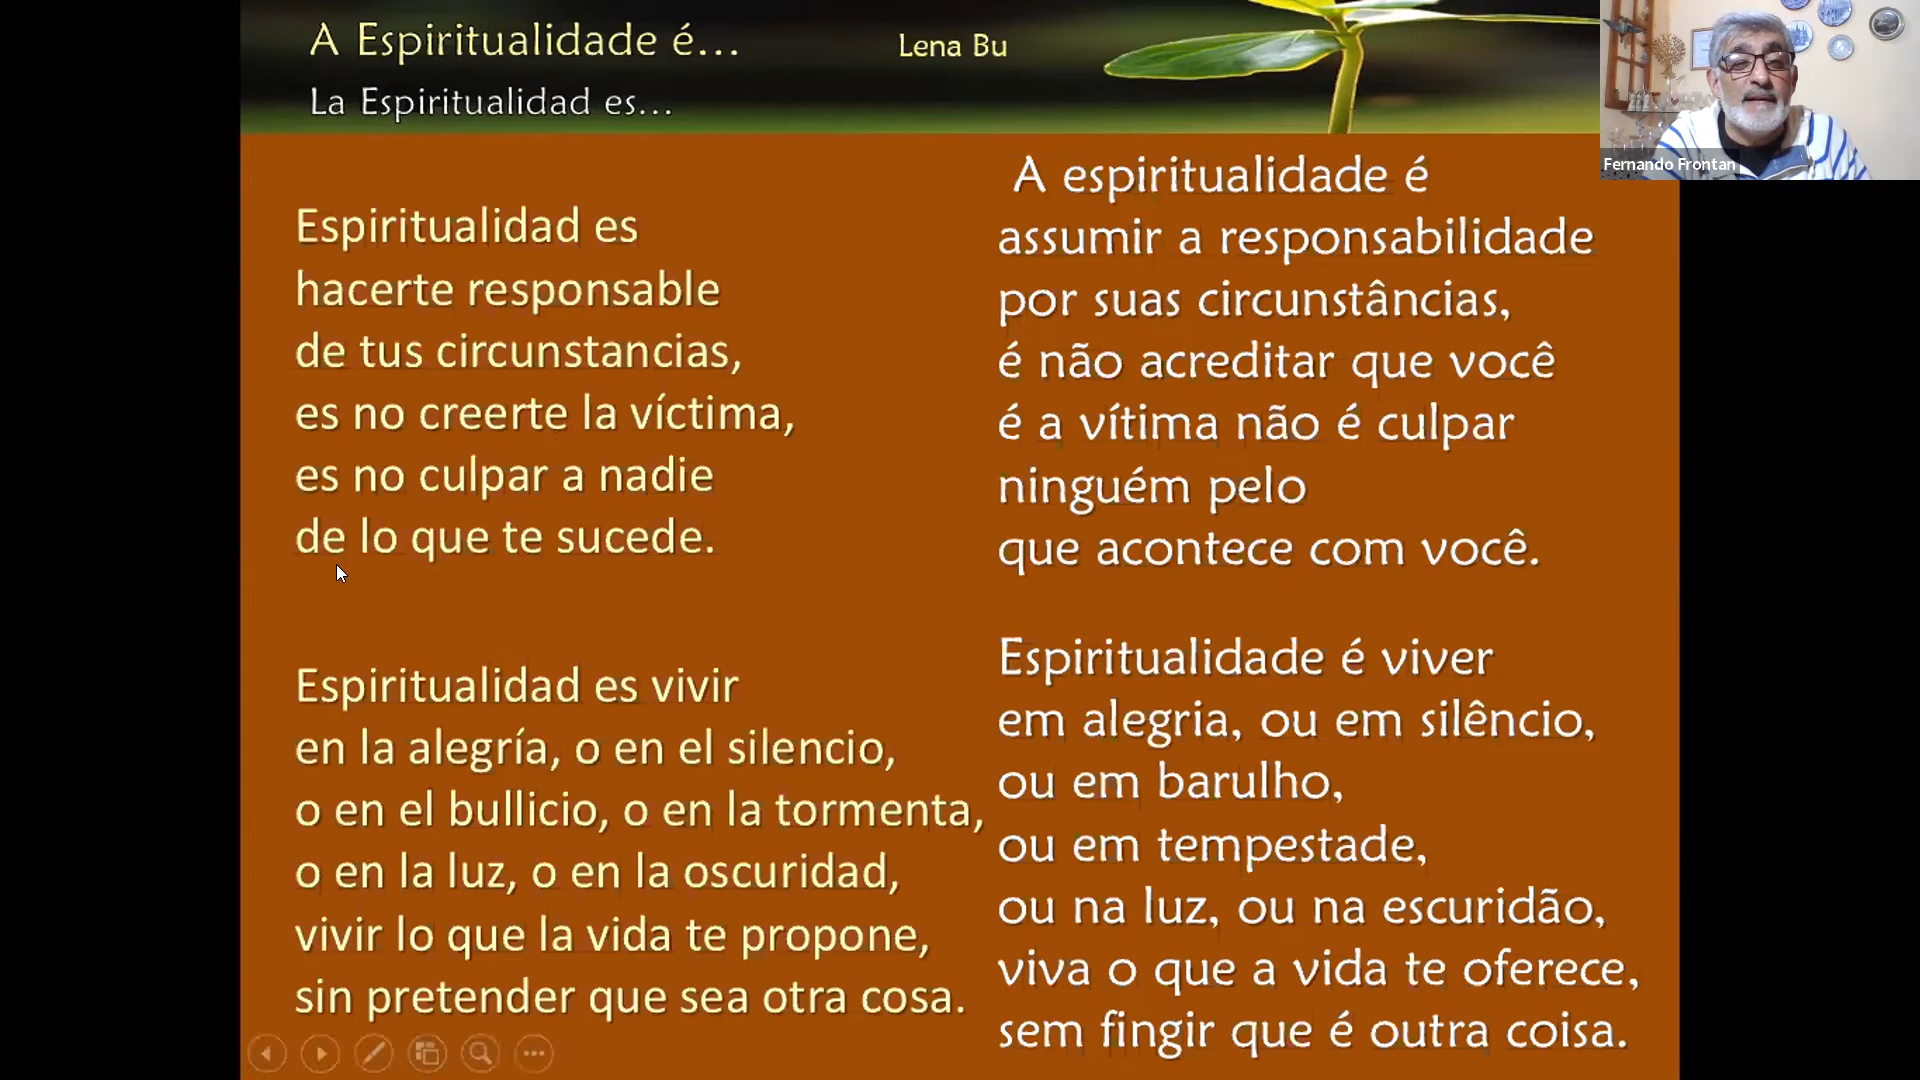 A Espiritualidade é...
Lena Bu
La Espiritualidad es...
Fernando Frontan
Espiritualidad es
hacerte responsable
de tus circunstancias,
es no creerte la víctima,
es no culpar a nadie
de lo que te sucede.
Espiritualidad es vivir
en la alegría, o en el silencio,
o en el bullicio, o en la tormenta,
o en la luz, o en la oscuridad,
vivir lo que la vida te propone,
sin pretender que sea otra cosa.
A espiritualidade é
assumir a responsabilidade
por suas circunstâncias,
é não acreditar que você
é a vítima não é culpar
ninguém pelo
que acontece com você.
Espiritualidade é viver
em alegria, ou em silêncio,
ou em barulho,
ou em tempestade,
ou na luz, ou na escuridão,
viva o que a vida te oferece,
sem fingir que é outra coisa.